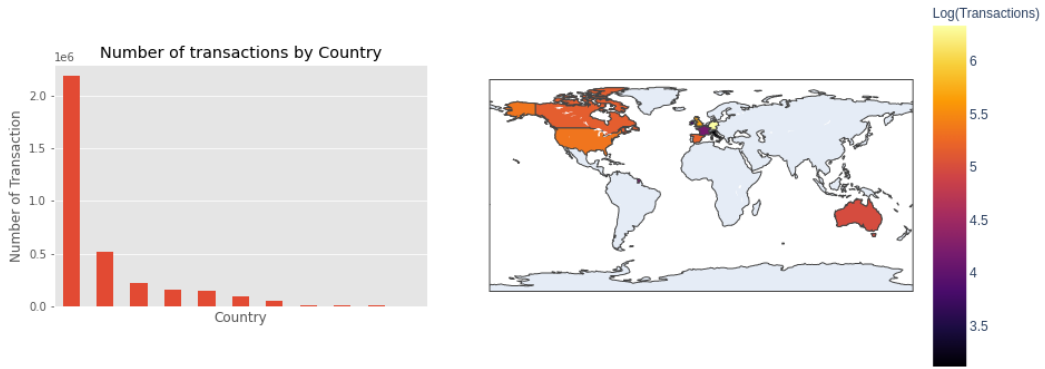 Number of transactions by Country
1e6
Number of Transaction
2.0
1.5
1.0
0.5
0.0
Country
Log(Transactions)
6
5.5
5
4.5
4
3.5